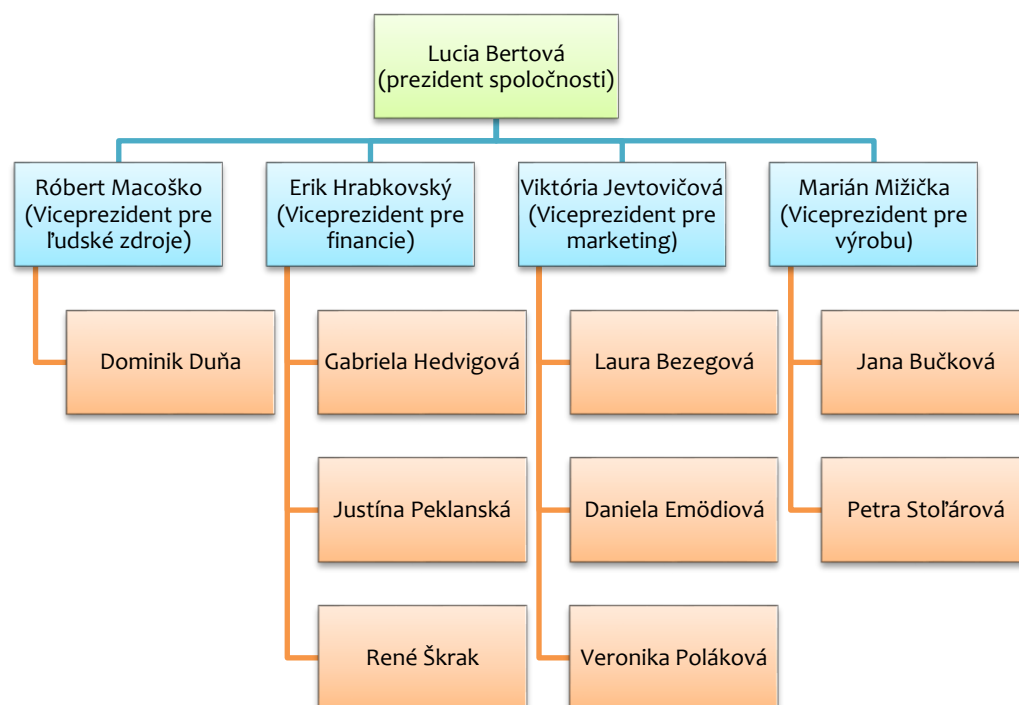 Lucia Bertová
(prezident spoločnosti)
Róbert Macoško
(Viceprezident pre
ľudské zdroje)
Erik Hrabkovský
(Viceprezident pre
financie)
Viktória Jevtovičová
(Viceprezident pre
marketing)
Marián Mižička
(Viceprezident pre
výrobu)
Dominik Duňa
Gabriela Hedvigová
Laura Bezegová
Jana Bučková
Justína Peklanská
Daniela Emödiová
Petra Stoľárová
René Škrak
Veronika Poláková